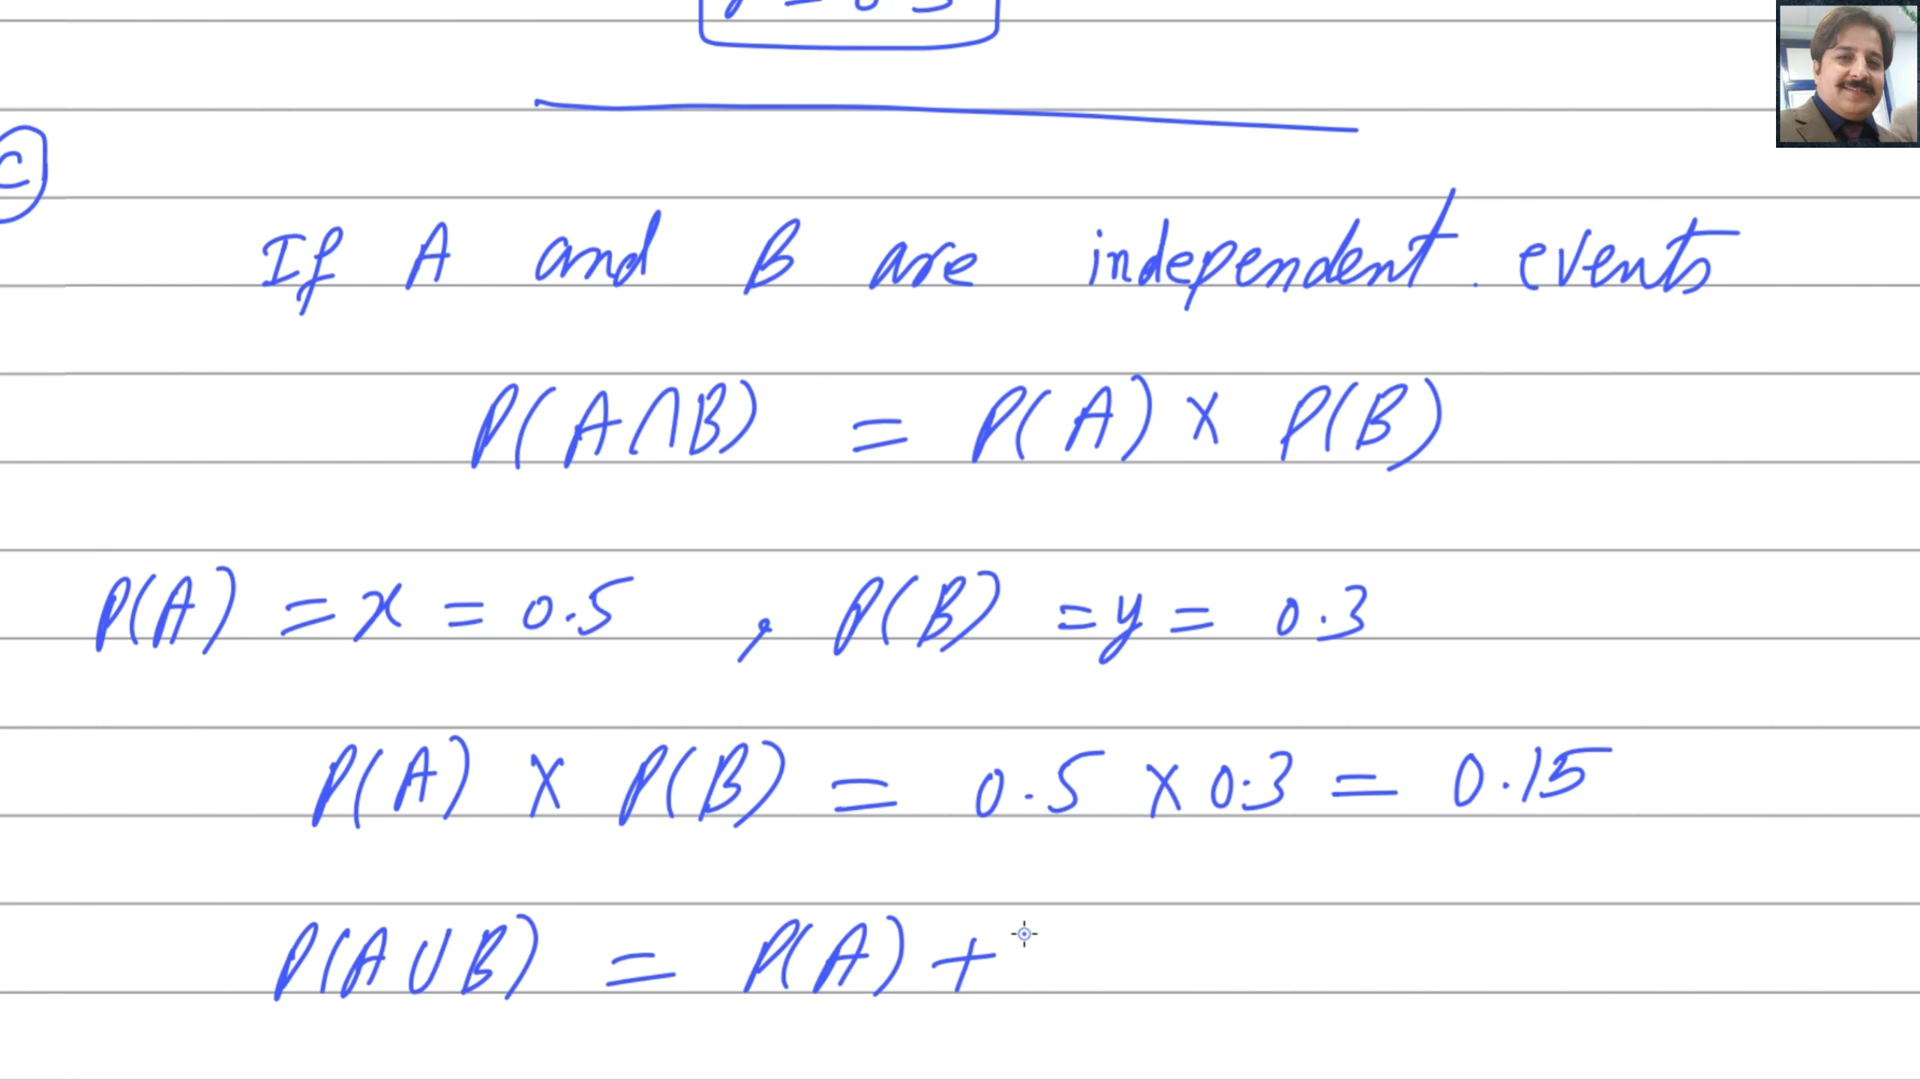 C
If A and B are independent events
P(A∩B) = P(A) X P(B)
P(A) = x = 0.5 , P(B) = y = 0.3
P(A) X P(B) = 0.5 X 0.3 = 0.15
P(A∪B) = P(A) +